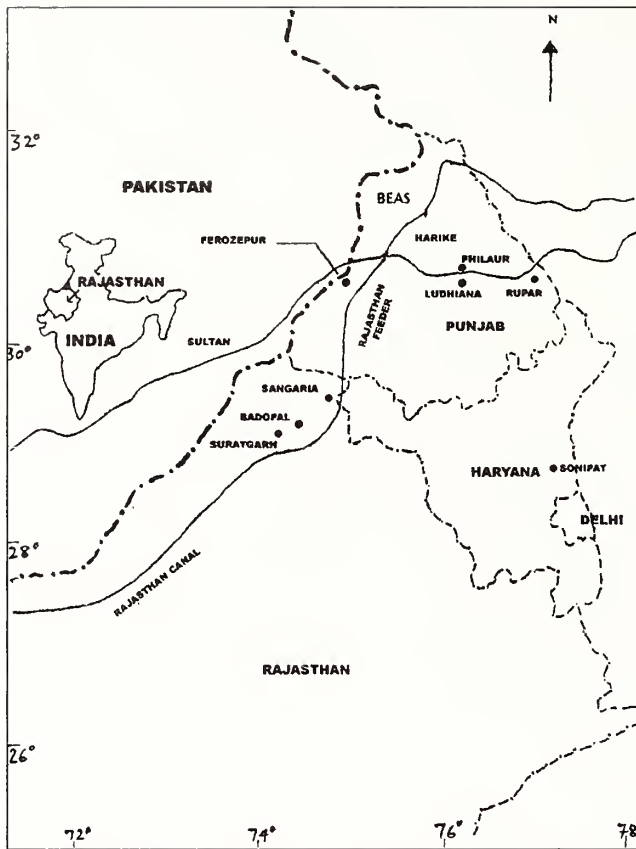 N
32°
PAKISTAN
BEAS
FEROZEPUR
HARIKE
PHILAUR
RAJASTHAN
LUDHIANA
RUPAR
RAJASTHAN
FEEDER
PUNJAB
INDIA
SULTAN
30°
SANGARIA
BADOPAL
SURATGARH
HARYANA
SONIPAT
DELHI
28°
RAJASTHAN CANAL
RAJASTHAN
26°
72°
74°
76°
78